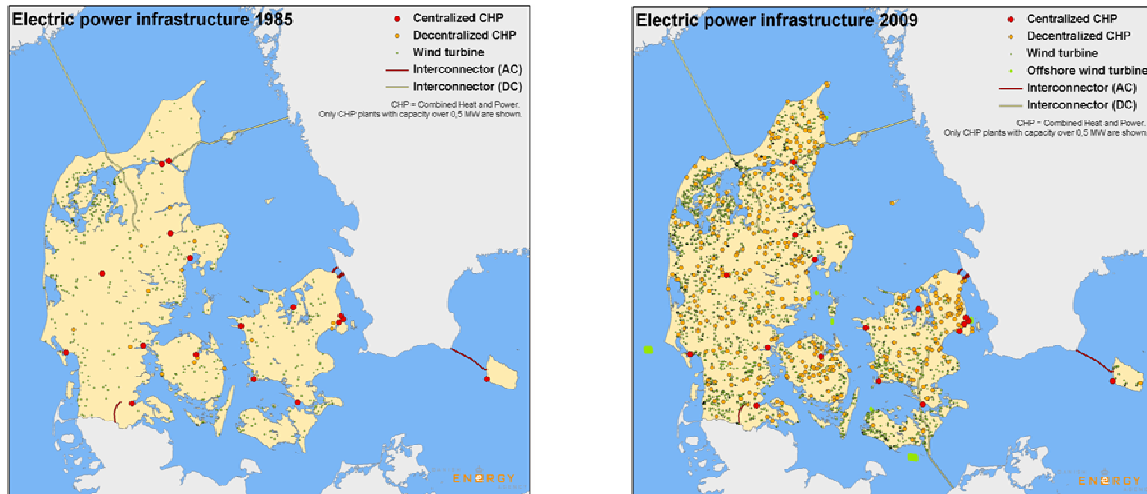 Electric power infrastructure 1985
Centralized CHP
Decentralized CHP
Wind turbine
Interconnector (AC)
Interconnector (DC)
CHP = Combined Heat and Power.
Only CHP plants with capacity over 0,5 MW are shown.
ENERGY
Electric power infrastructure 2009
Centralized CHP
Decentralized CHP
Wind turbine
Offshore wind turbine
Interconnector (AC)
Interconnector (DC)
CHP = Combined Heat and Power.
Only CHP plants with capacity over 0,5 MW are shown.
ENERGY